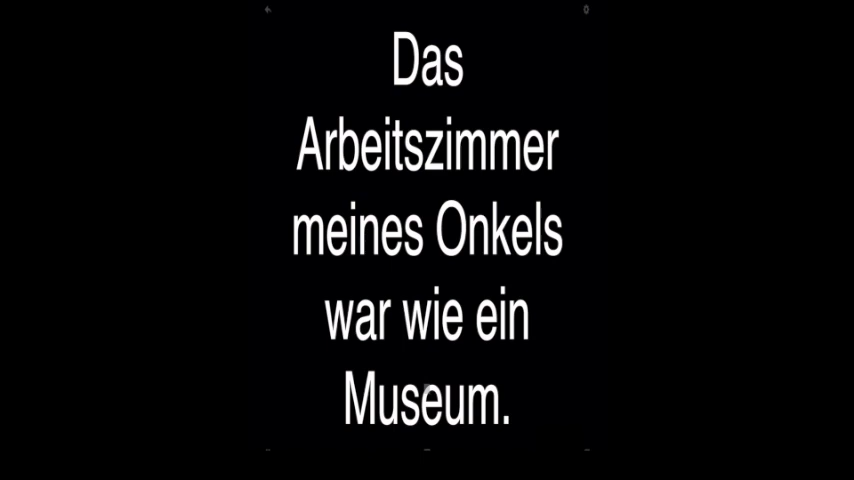 Das
Arbeitszimmer
meines Onkels
war wie ein
Museum.